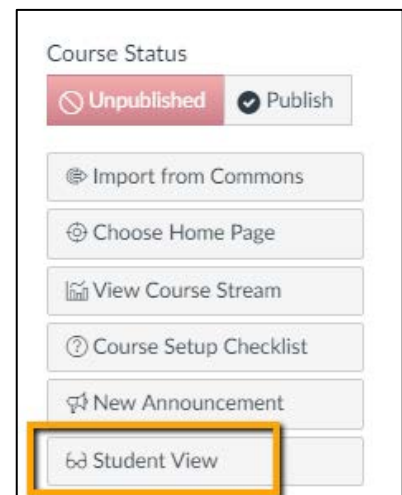 Course Status
Unpublished Publish
Import from Commons
Choose Home Page
View Course Stream
Course Setup Checklist
New Announcement
Student View